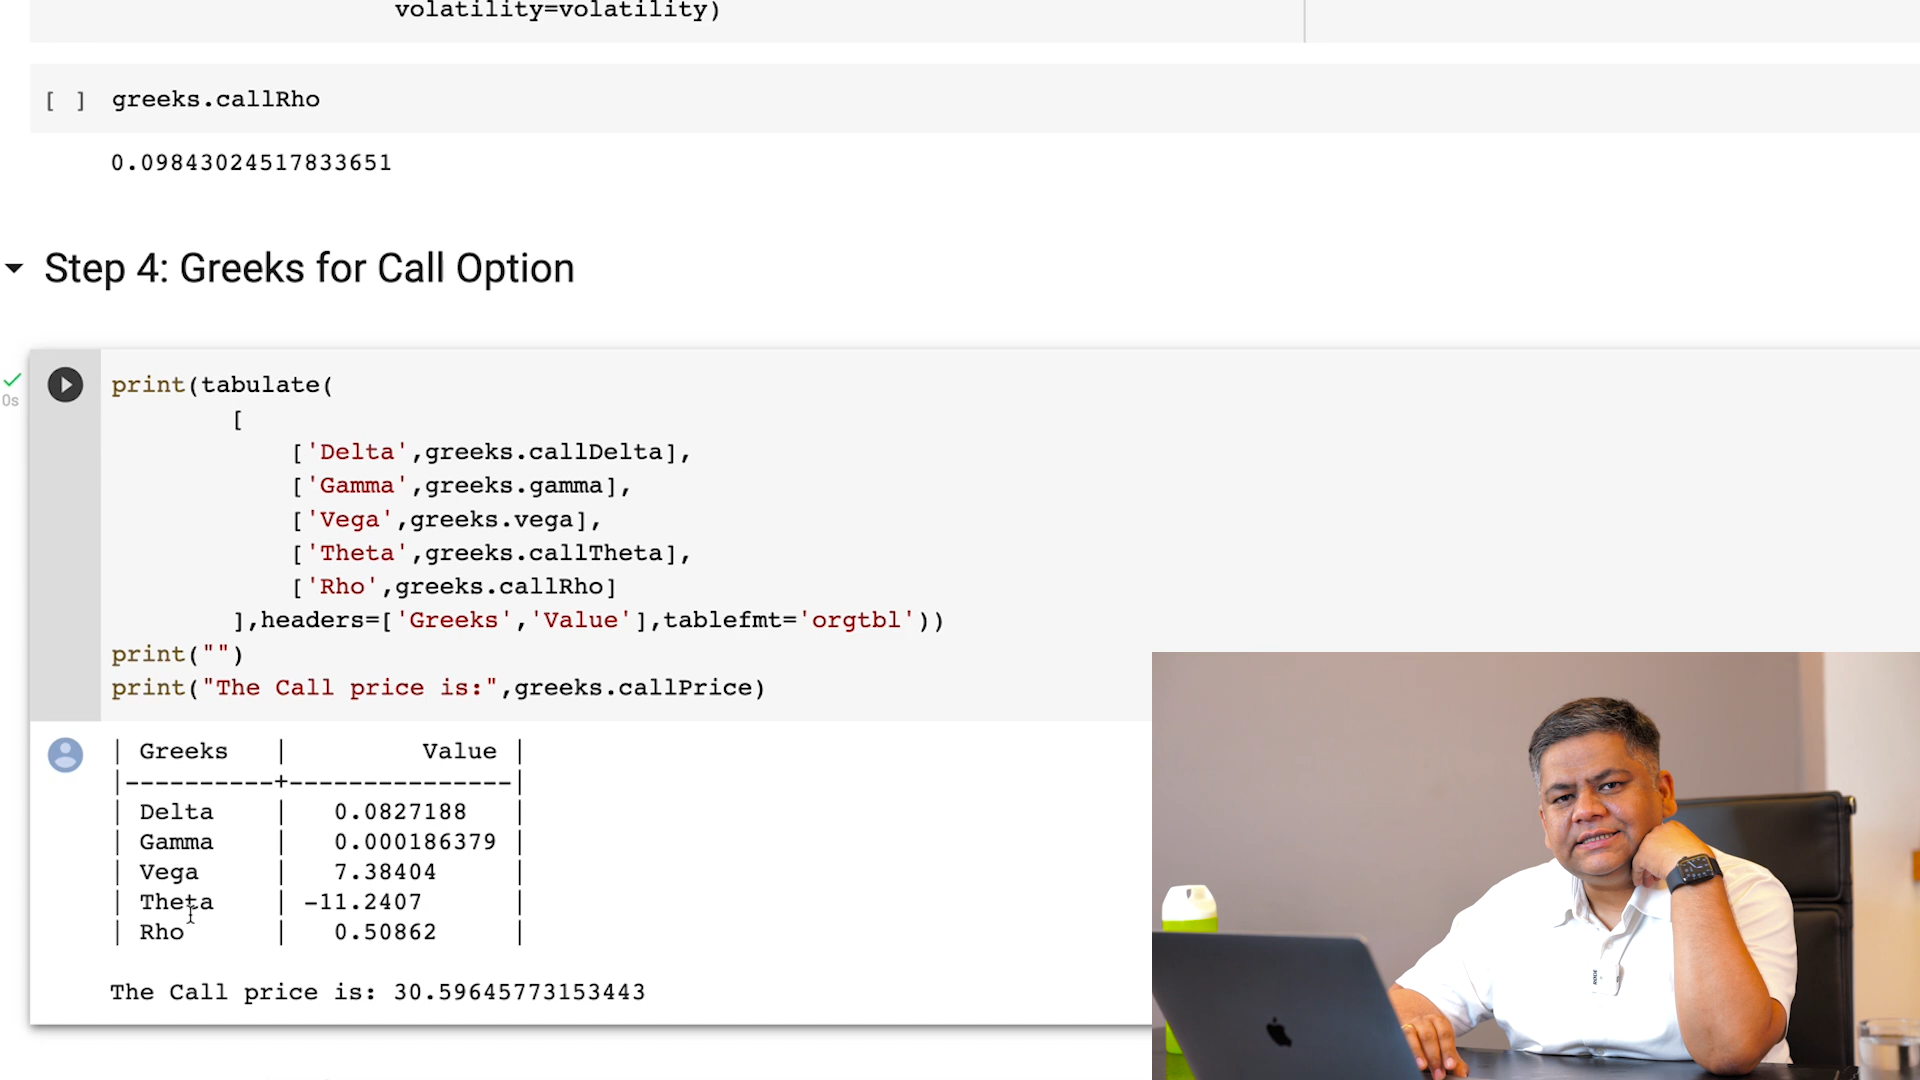 volatility=volatility)
[ ] greeks.callRho
0.09843024517833651
Step 4: Greeks for Call Option
0s
print(tabulate(
[
['Delta',greeks.callDelta],
['Gamma',greeks.gamma],
['Vega',greeks.vega],
['Theta',greeks.callTheta],
['Rho',greeks.callRho]
],headers=['Greeks','Value'],tablefmt='orgtbl'))
print("")
print("The Call price is:",greeks.callPrice)
| Greeks | Value |
|----------+---------------|
| Delta | 0.0827188 |
| Gamma | 0.000186379 |
| Vega | 7.38404 |
| Theta | -11.2407 |
| Rho | 0.50862 |
The Call price is: 30.59645773153443